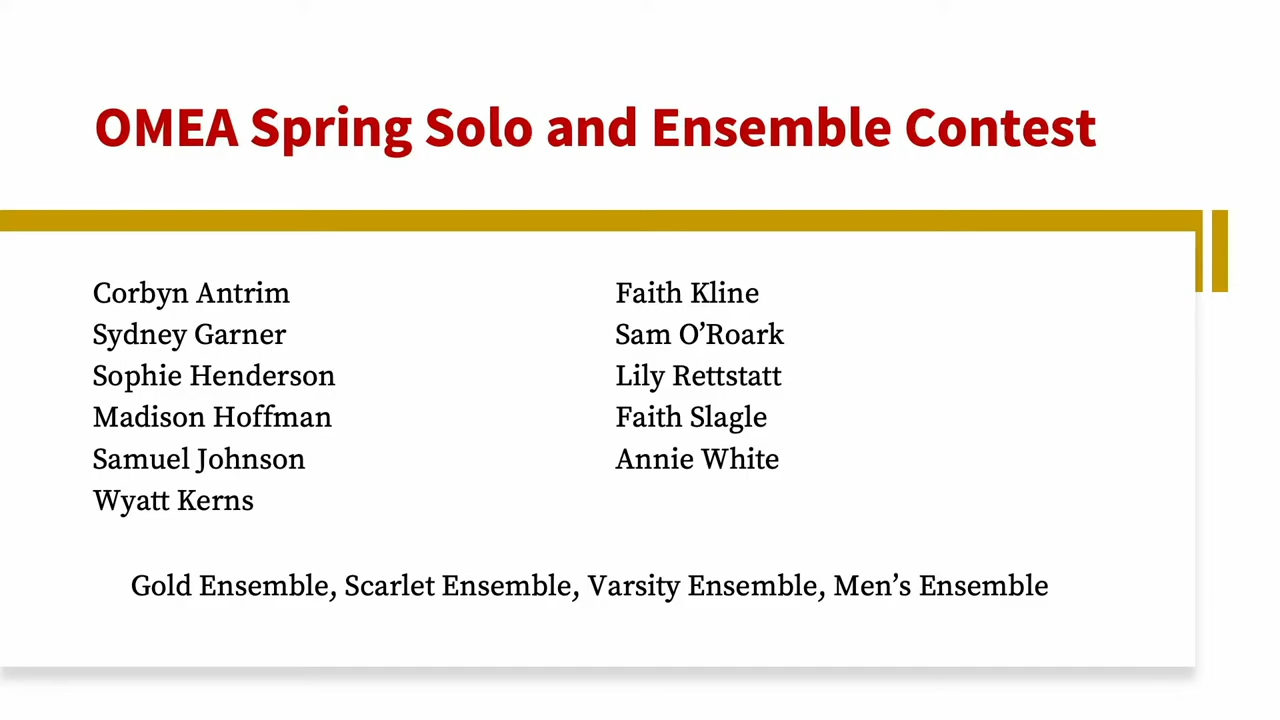 OMEA Spring Solo and Ensemble Contest
Corbyn Antrim
Sydney Garner
Sophie Henderson
Madison Hoffman
Samuel Johnson
Wyatt Kerns
Faith Kline
Sam O’Roark
Lily Rettstatt
Faith Slagle
Annie White
Gold Ensemble, Scarlet Ensemble, Varsity Ensemble, Men’s Ensemble